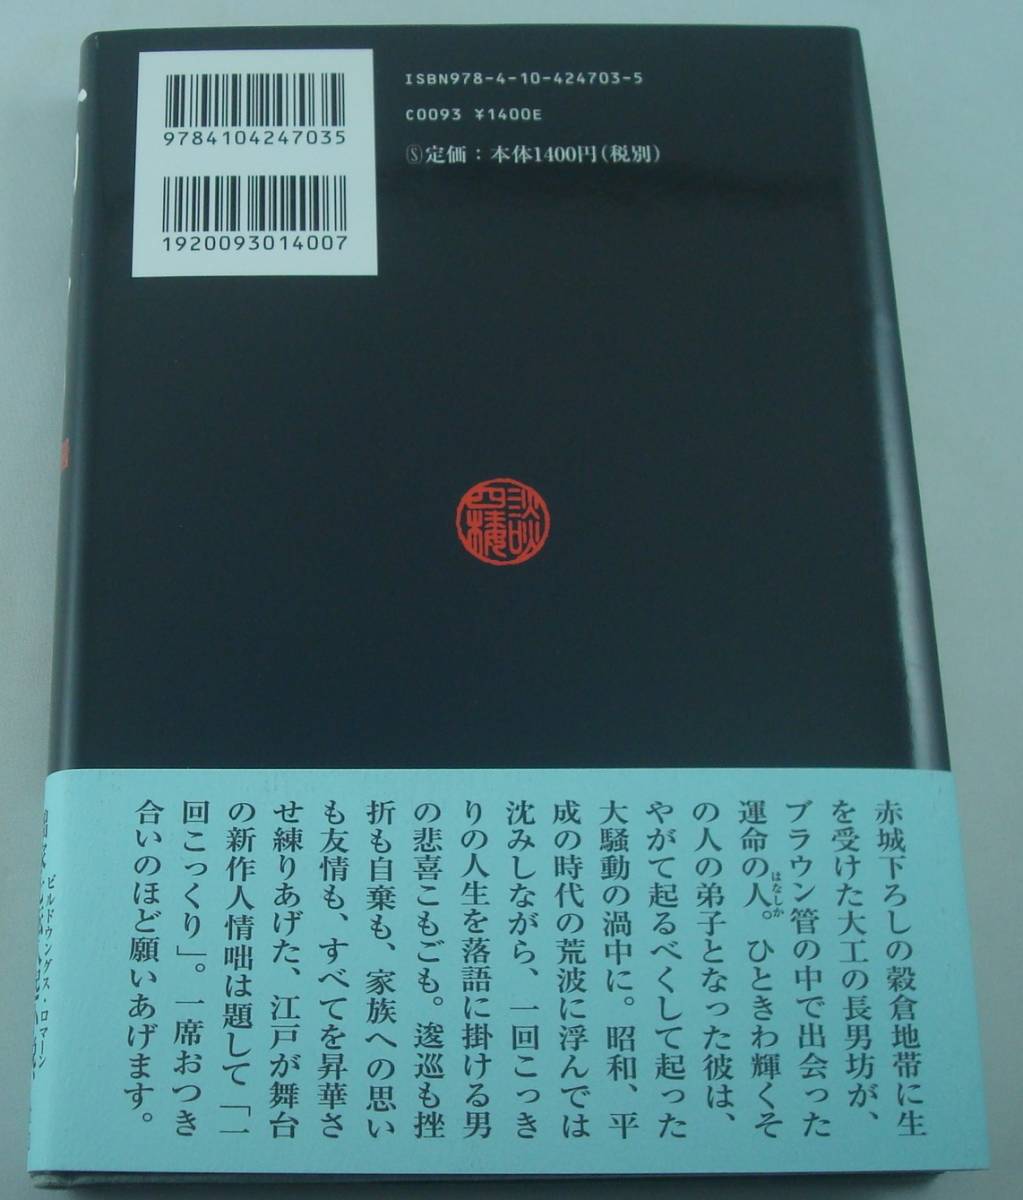 ISBN978-4-10-424703-5
C0093 ¥1400E
Ⓢ定価：本体1400円(税別)
9784104247035
1920093014007
談四楼
赤城下ろしの穀倉地帯に生
を受けた大工の長男坊が、
ブラウン管の中で出会った
運命の人。ひときわ輝くそ
はなしか
の人の弟子となった彼は、
やがて起るべくして起った
大騒動の渦中に。昭和、平
成の時代の荒波に浮んでは
沈みしながら、一回こっき
りの人生を落語に掛ける男
の悲喜こもごも。逡巡も挫
折も自棄も、家族への思い
も友情も、すべてを昇華さ
せ練りあげた、江戸が舞台
の新作人情咄は題して「一
回こっくり」。一席おつき
合いのほど願いあげます。
ビルドゥングス・ロマーン